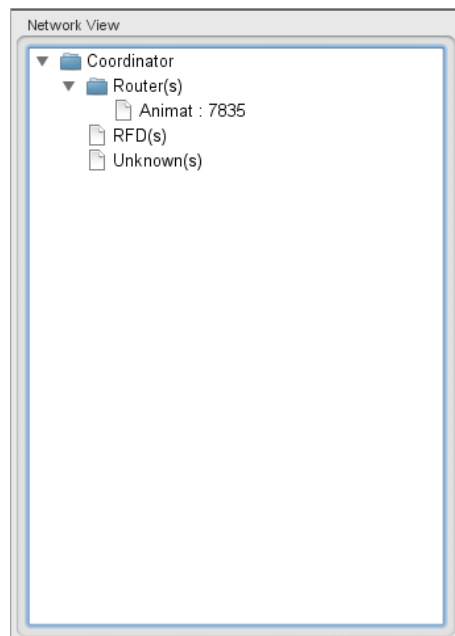 Network View
Coordinator
Router(s)
Animat : 7835
RFD(s)
Unknown(s)